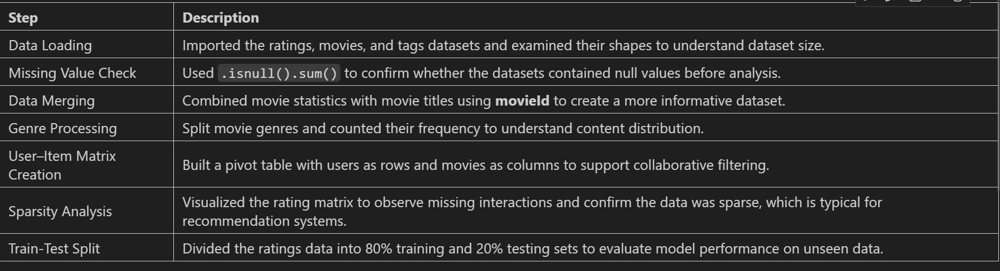 Step Description
Data Loading Imported the ratings, movies, and tags datasets and examined their shapes to understand dataset size.
Missing Value Check Used .isnull().sum() to confirm whether the datasets contained null values before analysis.
Data Merging Combined movie statistics with movie titles using movieId to create a more informative dataset.
Genre Processing Split movie genres and counted their frequency to understand content distribution.
User–Item Matrix
Creation
Built a pivot table with users as rows and movies as columns to support collaborative filtering.
Sparsity Analysis
Visualized the rating matrix to observe missing interactions and confirm the data was sparse, which is typical for
recommendation systems.
Train-Test Split Divided the ratings data into 80% training and 20% testing sets to evaluate model performance on unseen data.